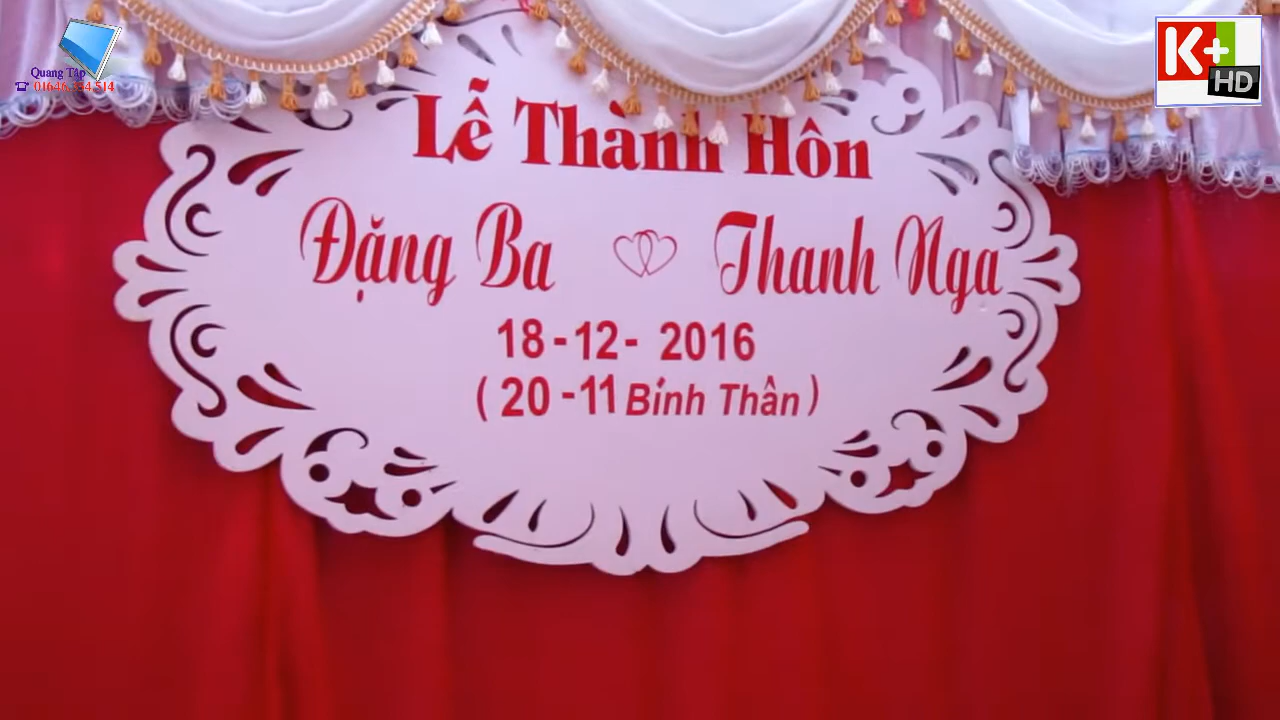 Quang Tập
☎ 01646.334.514
K+
HD
Lễ Thành Hôn
Đặng Ba Thanh Nga
18-12- 2016
( 20 -11 Bính Thân )